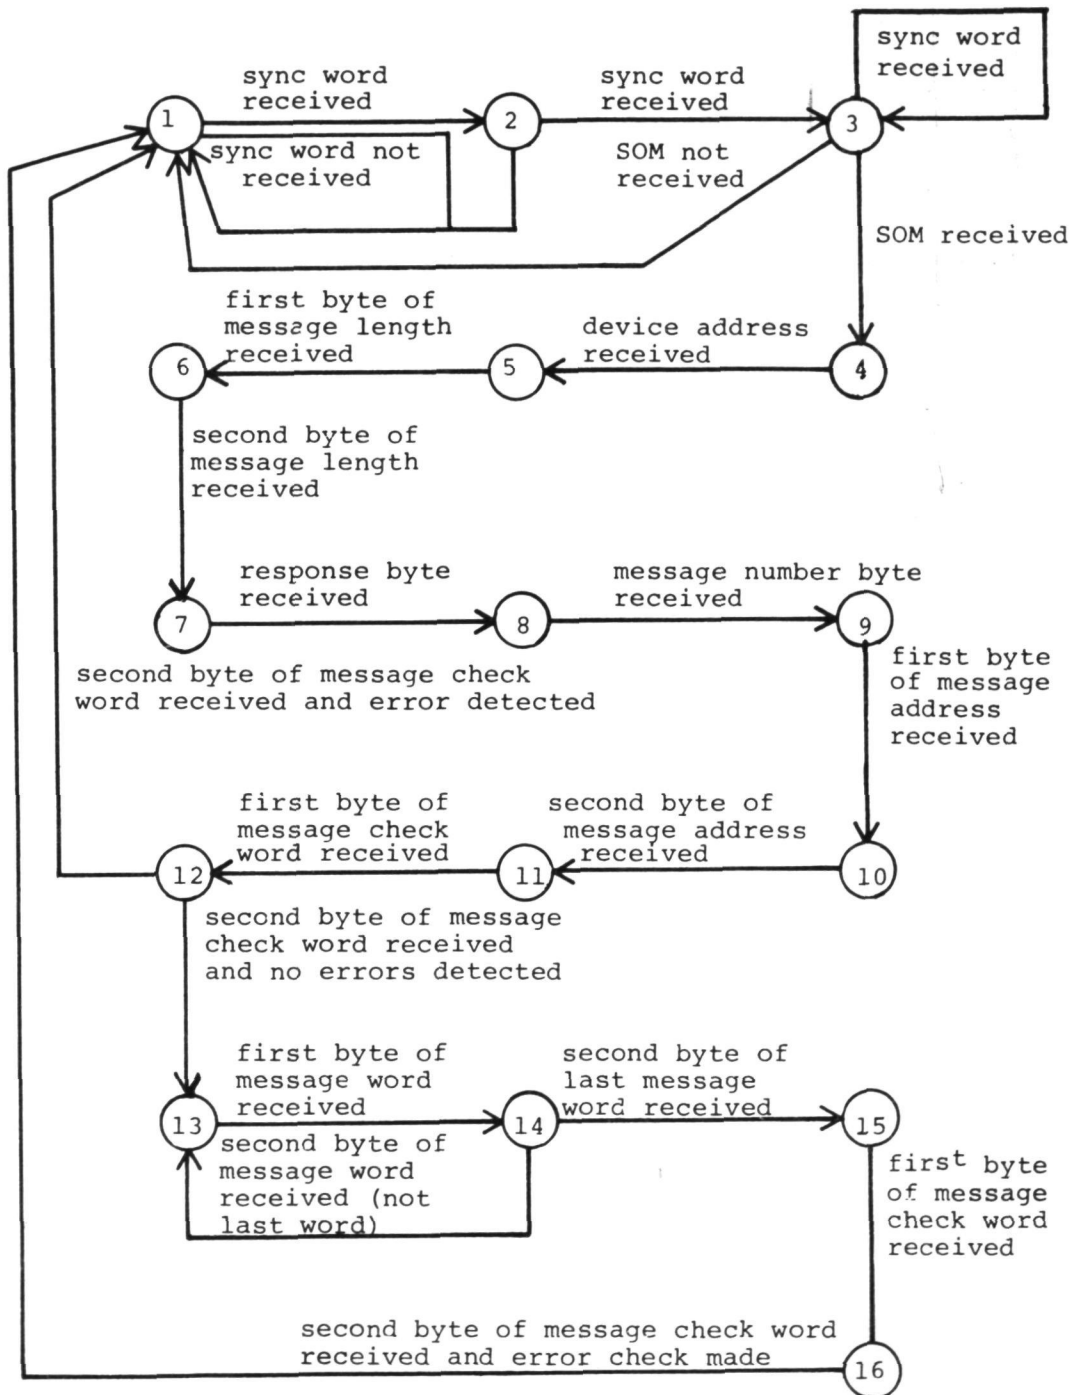 sync word
received
sync word
received
sync word
received
1
2
3
sync word not
received
SOM not
received
SOM received
first byte of
message length
received
device address
received
6
5
4
second byte of
message length
received
response byte
received
message number byte
received
7
8
9
second byte of message check
word received and error detected
first byte
of message
address
received
first byte of
message check
word received
second byte of
message address
received
12
11
10
second byte of message
check word received
and no errors detected
first byte of
message word
received
second byte of
last message
word received
13
14
15
second byte of
message word
received (not
last word)
first byte
of message
check word
received
second byte of message check word
received and error check made
16